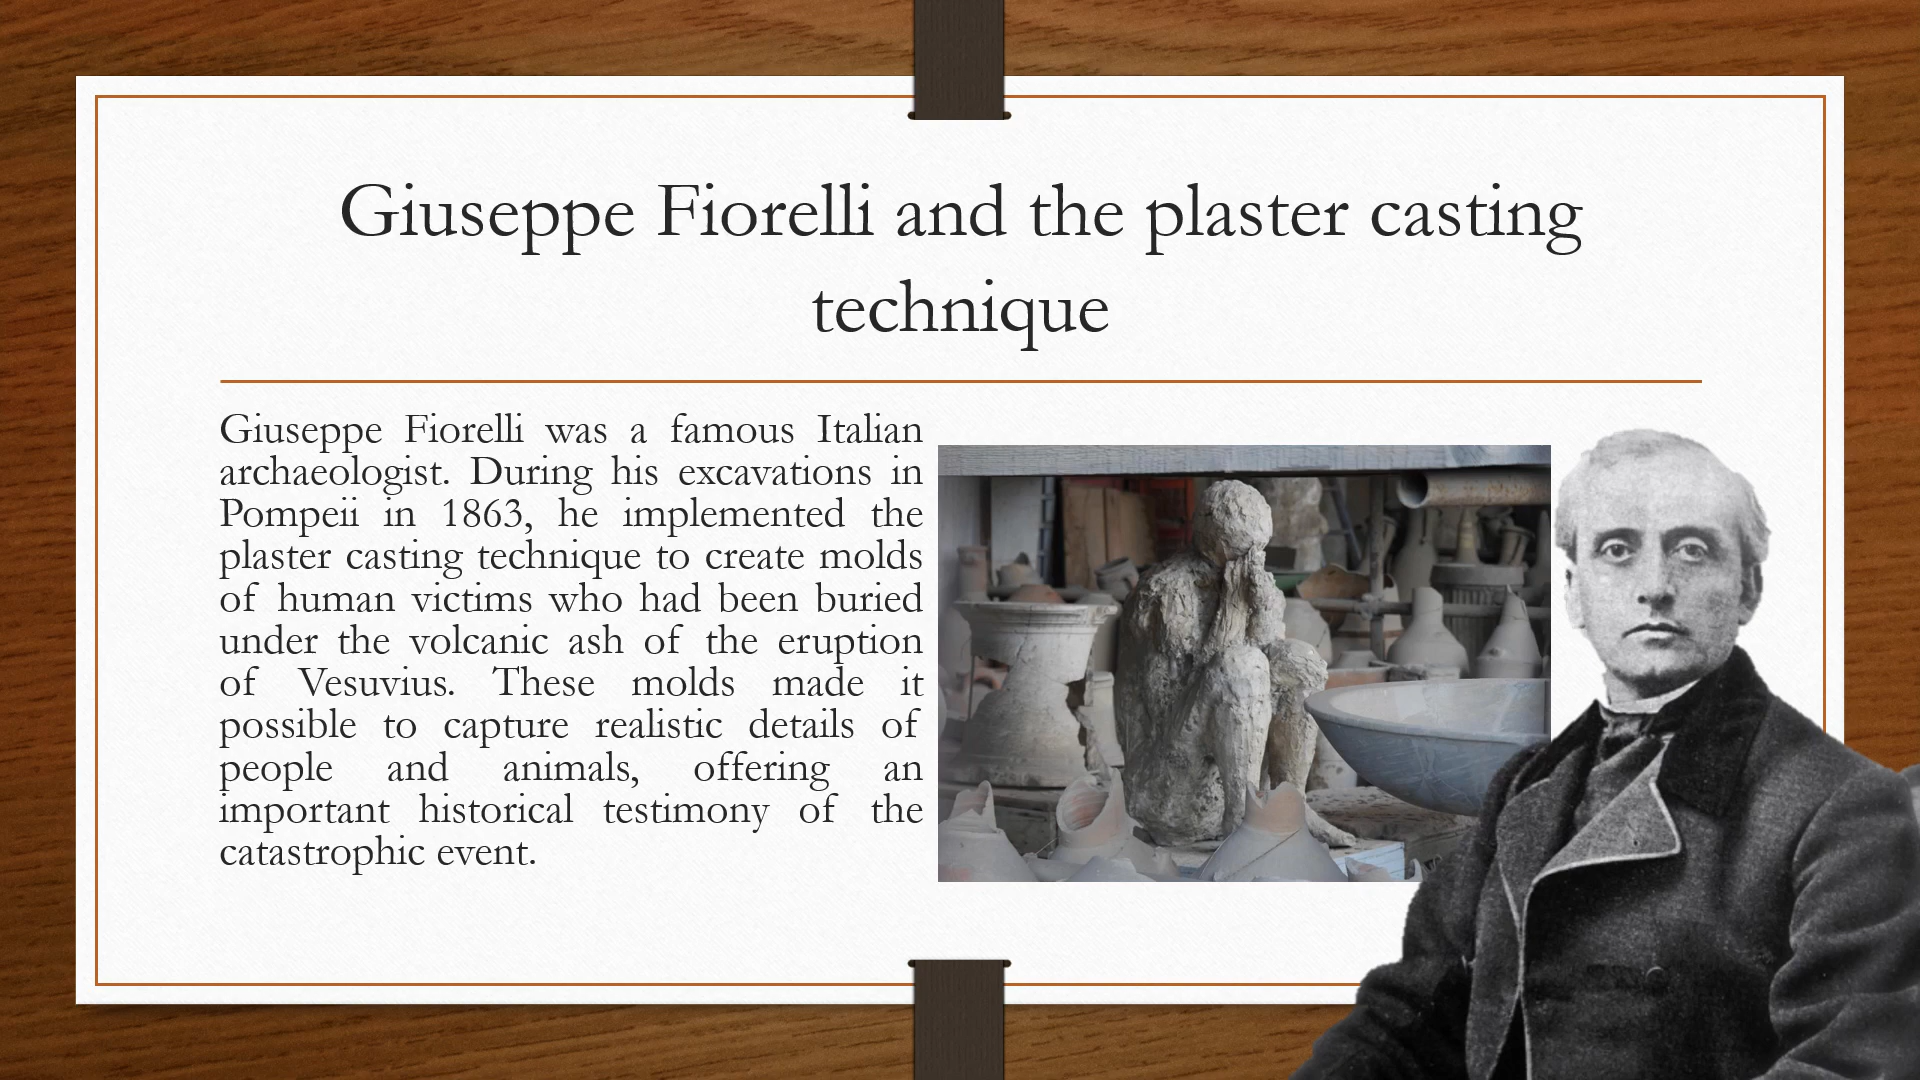 Giuseppe Fiorelli and the plaster casting
technique
Giuseppe Fiorelli was a famous Italian
archaeologist. During his excavations in
Pompeii in 1863, he implemented the
plaster casting technique to create molds
of human victims who had been buried
under the volcanic ash of the eruption
of Vesuvius. These molds made it
possible to capture realistic details of
people and animals, offering an
important historical testimony of the
catastrophic event.